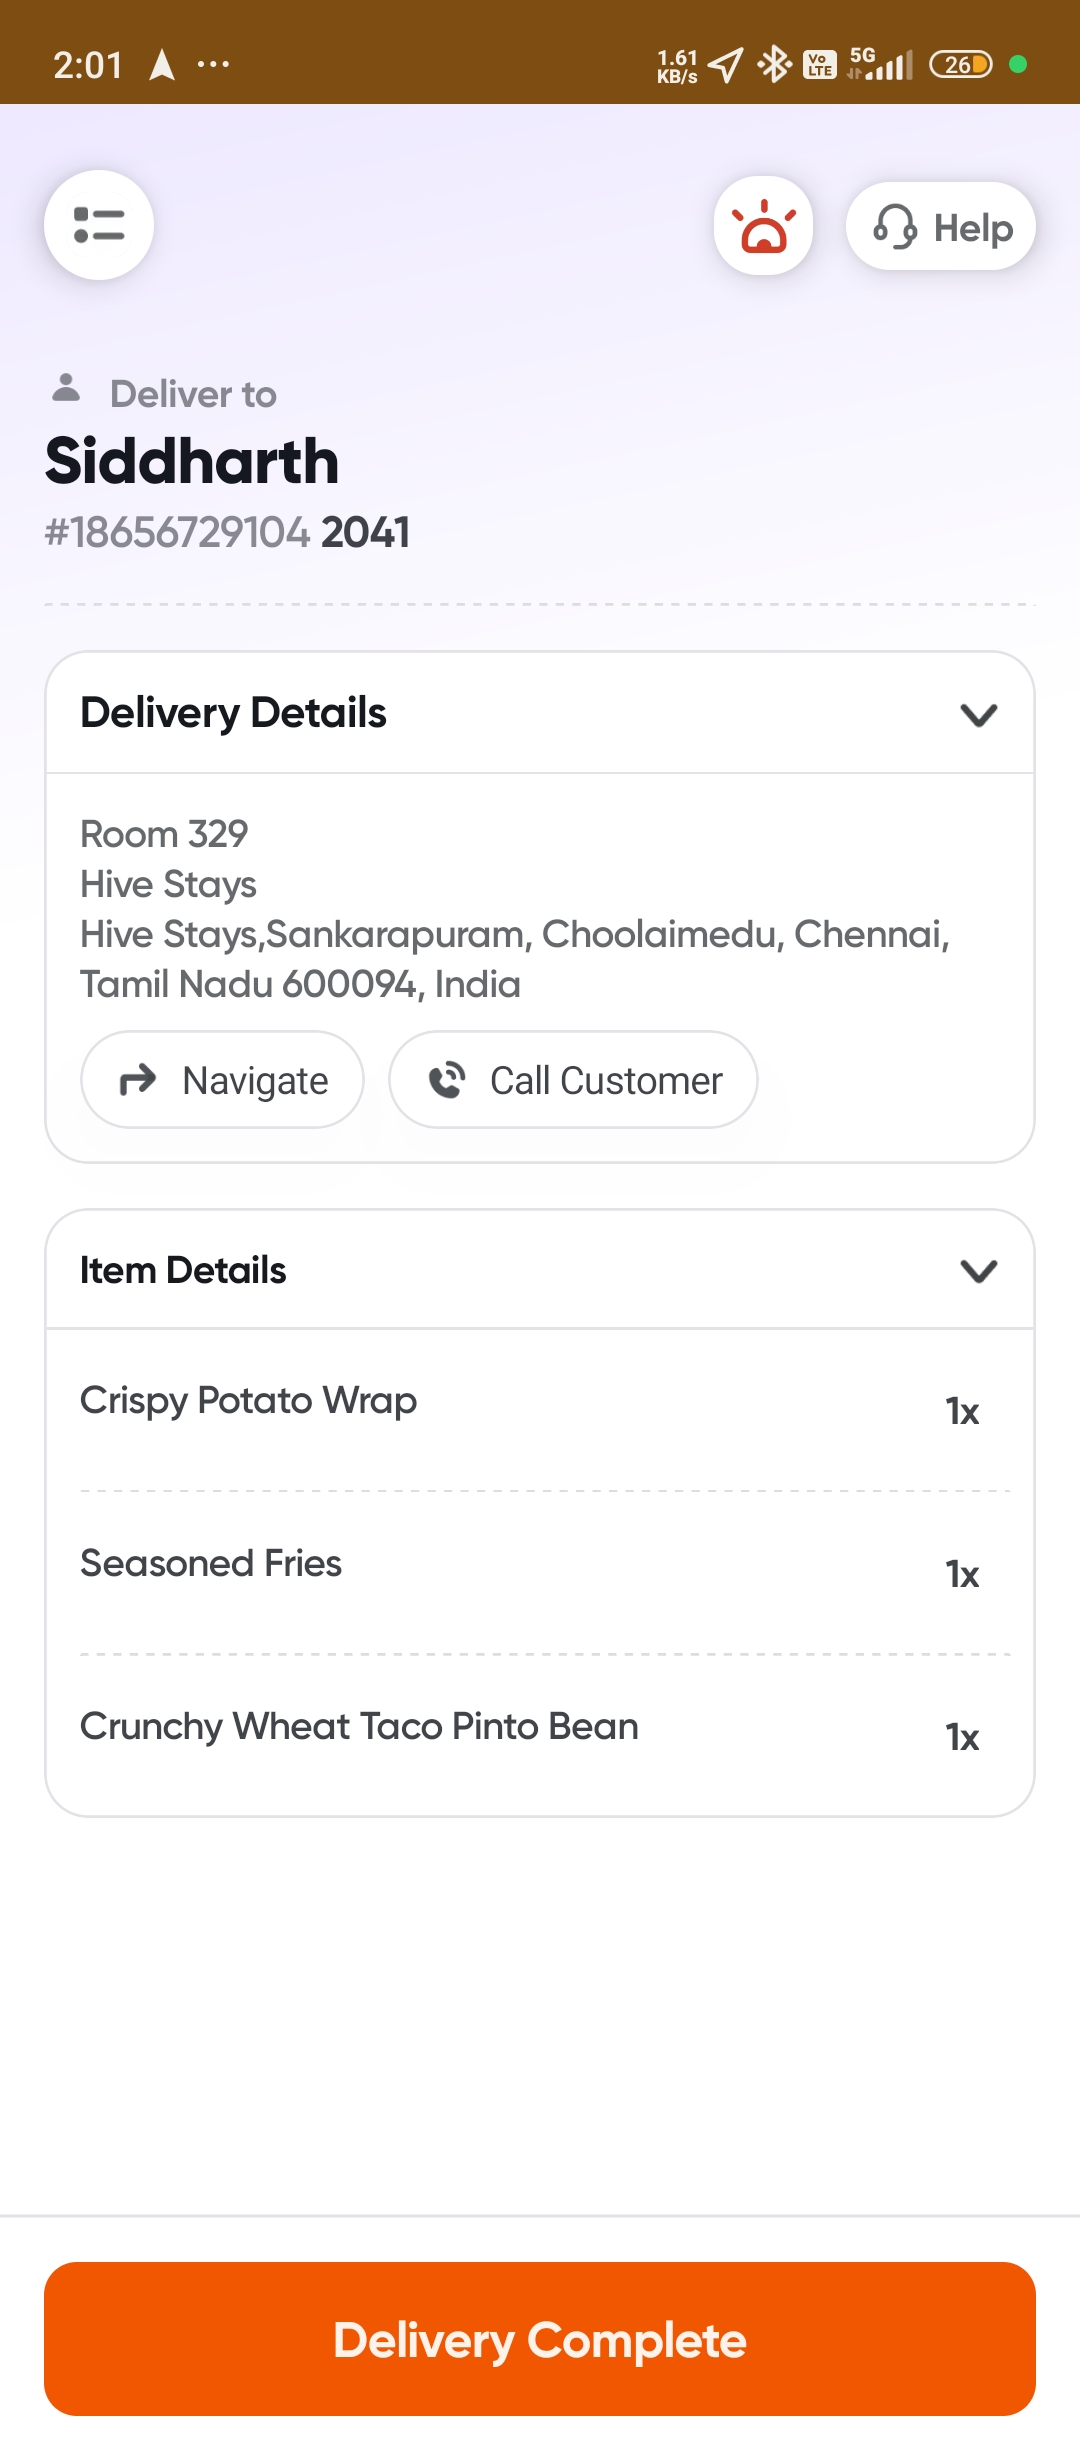 2:01
1.61
KB/s
Vo
LTE
5G
26
Help
Deliver to
Siddharth
#18656729104 2041
Delivery Details
Room 329
Hive Stays
Hive Stays,Sankarapuram, Choolaimedu, Chennai,
Tamil Nadu 600094, India
Navigate
Call Customer
Item Details
Crispy Potato Wrap
1x
Seasoned Fries
1x
Crunchy Wheat Taco Pinto Bean
1x
Delivery Complete